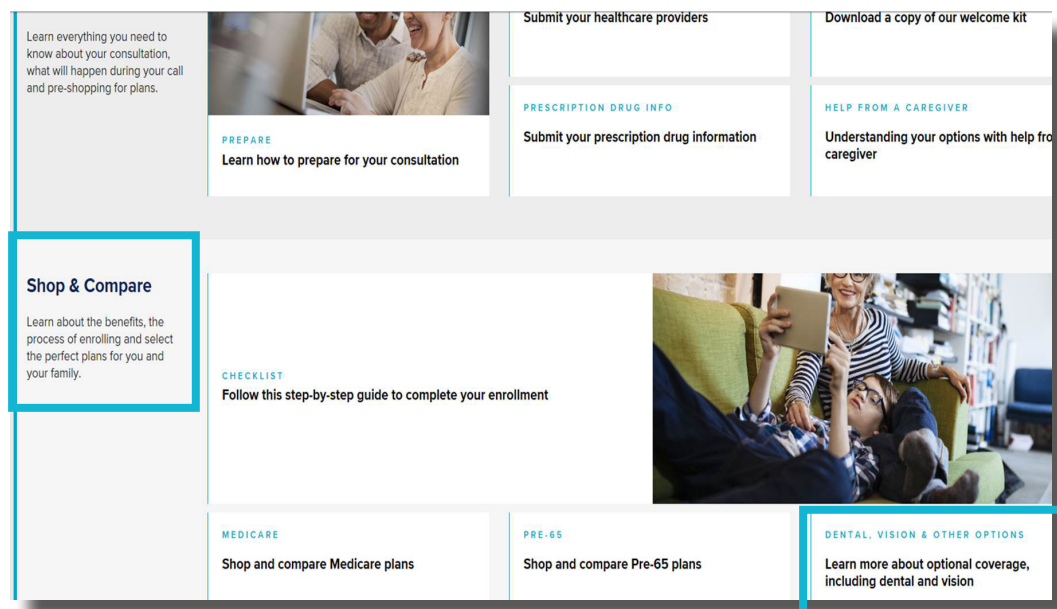 Learn everything you need to
know about your consultation,
what will happen during your call
and pre-shopping for plans.
PREPARE
Learn how to prepare for your consultation
Submit your healthcare providers
Download a copy of our welcome kit
PRESCRIPTION DRUG INFO
Submit your prescription drug information
HELP FROM A CAREGIVER
Understanding your options with help
caregiver
Shop & Compare
Learn about the benefits, the
process of enrolling and select
the perfect plans for you and
your family.
CHECKLIST
Follow this step-by-step guide to complete your enrollment
MEDICARE
Shop and compare Medicare plans
PRE-65
Shop and compare Pre-65 plans
DENTAL, VISION & OTHER OPTIONS
Learn more about optional coverage,
including dental and vision